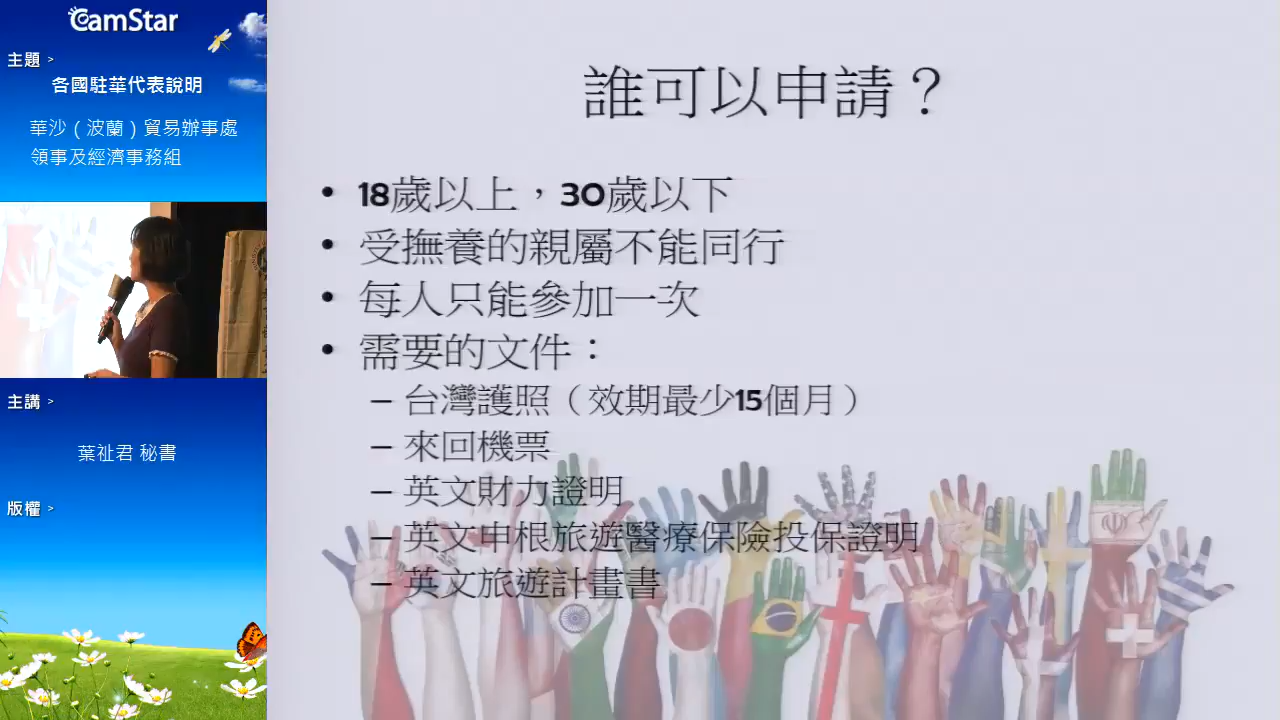 CamStar
主題 >
各國駐華代表說明
華沙（波蘭）貿易辦事處
領事及經濟事務組
主講 >
葉祉君 秘書
版權 >
誰可以申請？
• 18歲以上，30歲以下
• 受撫養的親屬不能同行
• 每人只能參加一次
• 需要的文件：
– 台灣護照（效期最少15個月）
– 來回機票
– 英文財力證明
– 英文申根旅遊醫療保險投保證明
– 英文旅遊計畫書